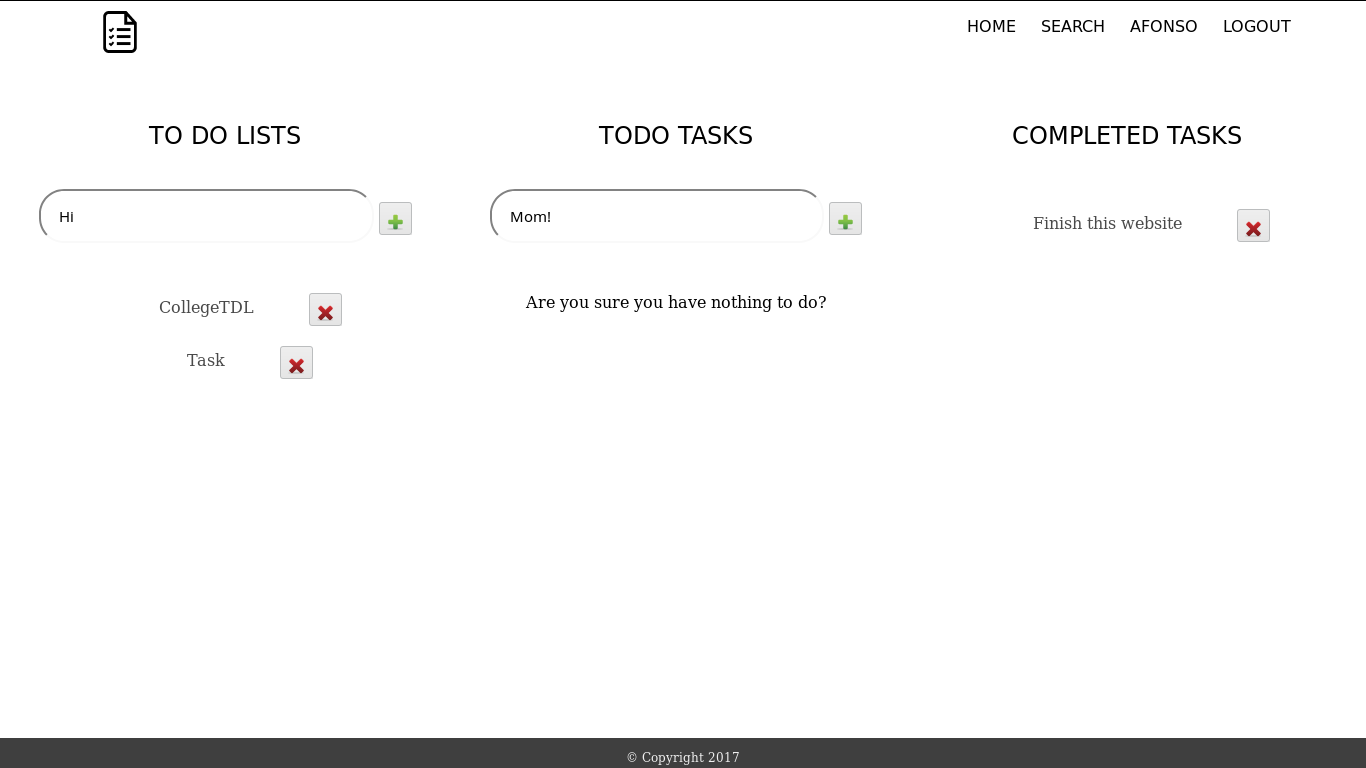 HOME SEARCH AFONSO LOGOUT
TO DO LISTS
Hi
CollegeTDL
Task
TODO TASKS
Mom!
Are you sure you have nothing to do?
COMPLETED TASKS
Finish this website
© Copyright 2017